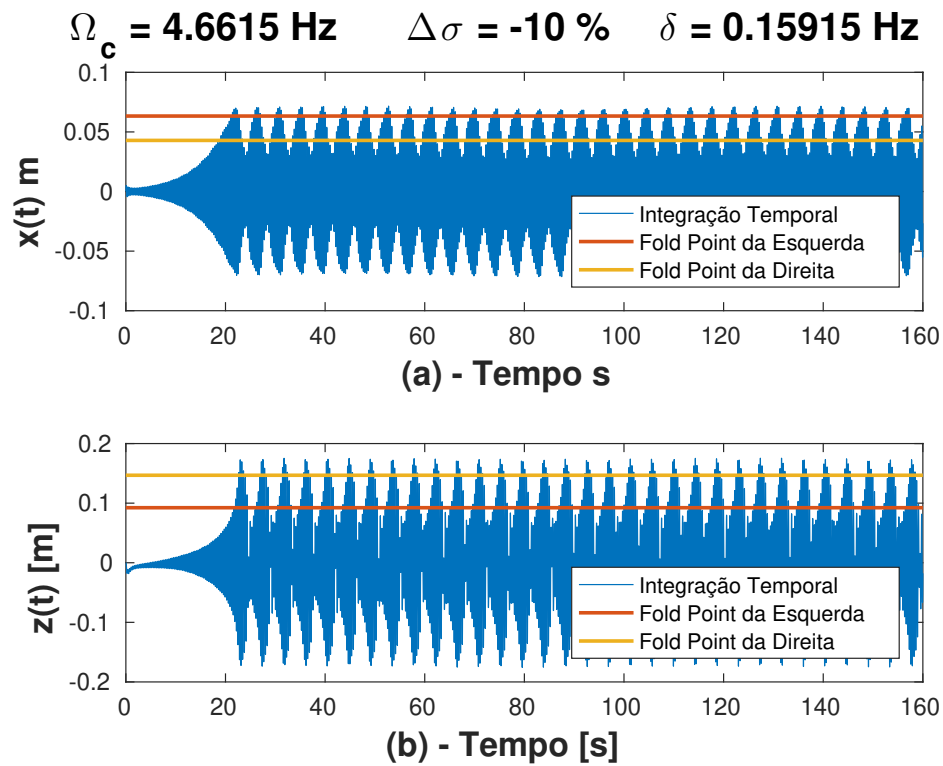 Ωc = 4.6615 Hz   Δσ = -10 %   δ = 0.15915 Hz
0.1
0.05
0
-0.05
-0.1
x(t) m
Integração Temporal
Fold Point da Esquerda
Fold Point da Direita
0 20 40 60 80 100 120 140 160
(a) - Tempo s
0.2
0.1
0
-0.1
-0.2
z(t) [m]
Integração Temporal
Fold Point da Esquerda
Fold Point da Direita
0 20 40 60 80 100 120 140 160
(b) - Tempo [s]